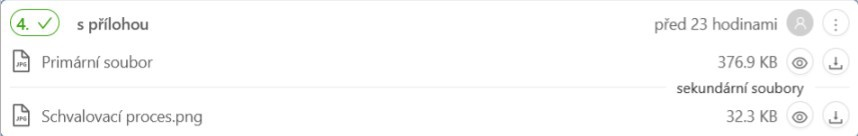 4. s přílohou před 23 hodinami
JPG Primární soubor 376.9 KB
sekundární soubory
JPG Schvalovací proces.png 32.3 KB